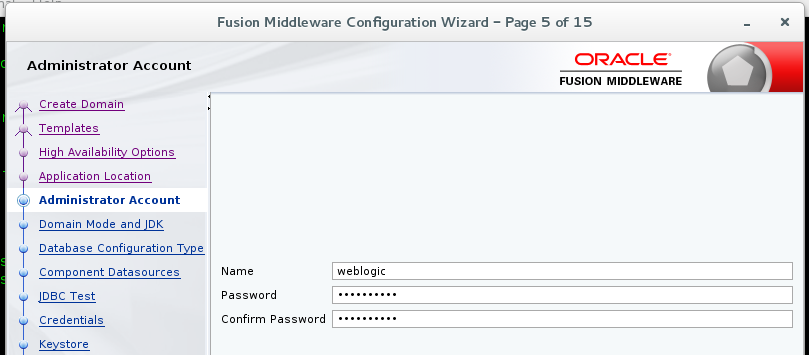 Fusion Middleware Configuration Wizard – Page 5 of 15
Administrator Account
ORACLE
FUSION MIDDLEWARE
Create Domain
Templates
High Availability Options
Application Location
Administrator Account
Domain Mode and JDK
Database Configuration Type
Component Datasources
JDBC Test
Credentials
Keystore
Name weblogic
Password ••••••••••
Confirm Password ••••••••••